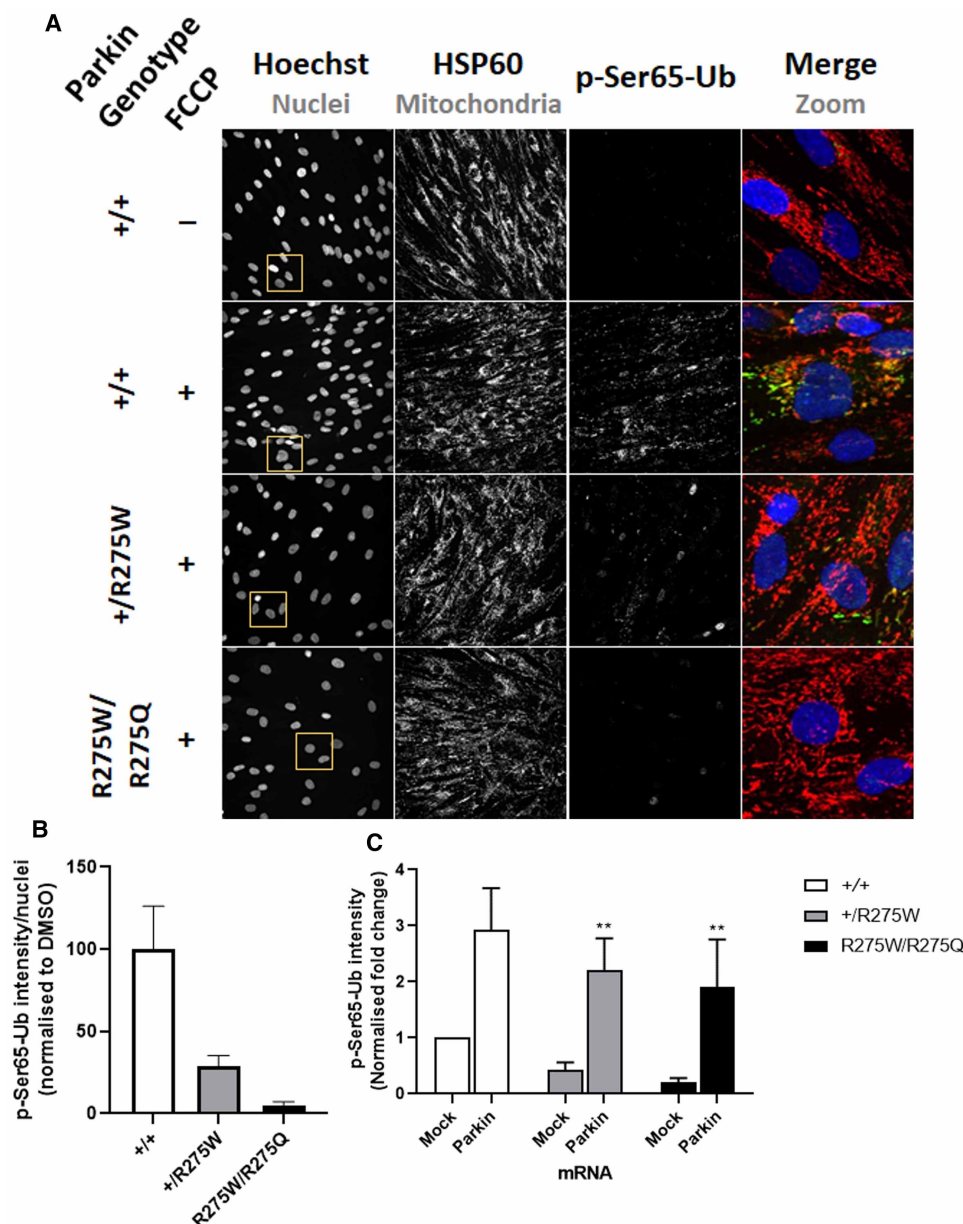 A
Parkin
Genotype
FCCP
Hoechst
Nuclei
HSP60
Mitochondria
p-Ser65-Ub
Merge
Zoom
+/+
–
+/+
+
+/R275W
+
R275W/
R275Q
+
B
p-Ser65-Ub intensity/nuclei
(normalised to DMSO)
150
100
50
0
+/+
+/R275W
R275W/R275Q
C
p-Ser65-Ub intensity
(Normalised fold change)
4
3
2
1
0
**
**
Mock
Parkin
Mock
Parkin
Mock
Parkin
mRNA
+/+
+/R275W
R275W/R275Q